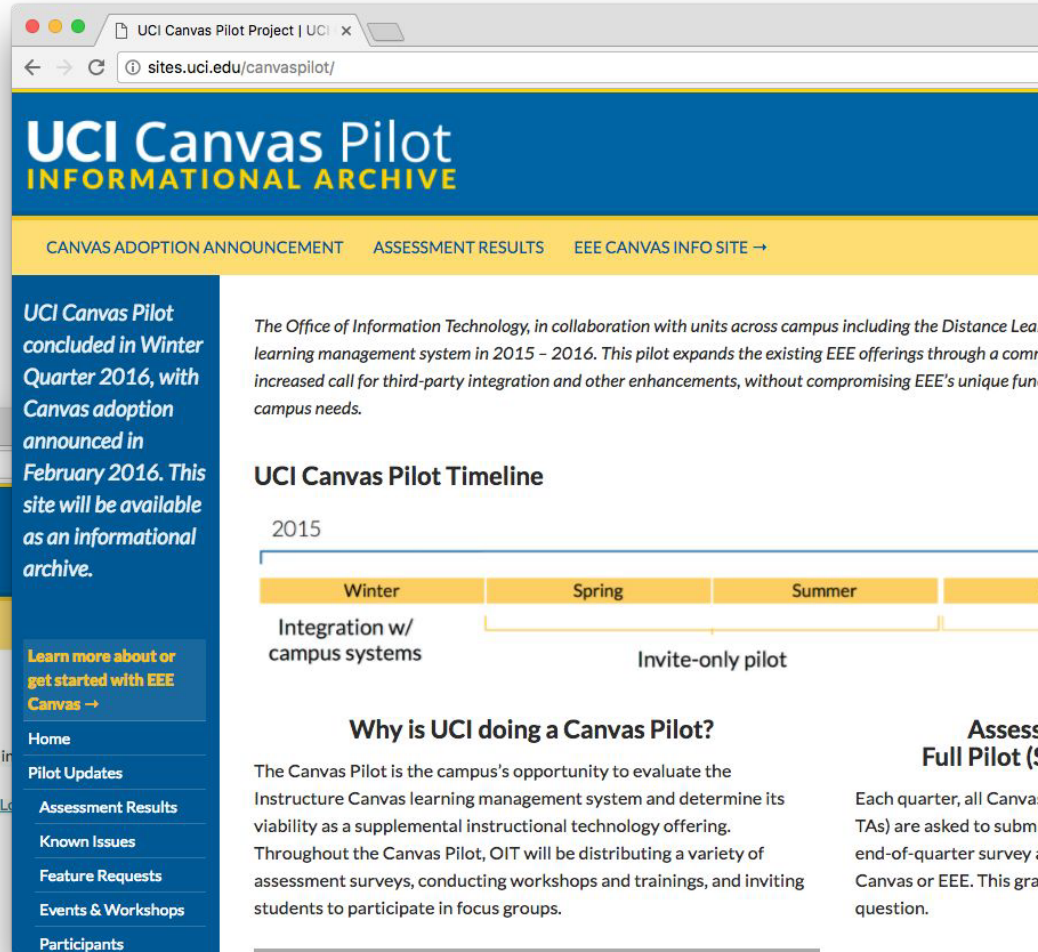 UCI Canvas Pilot Project | UCI
sites.uci.edu/canvaspilot/
UCI Canvas Pilot
INFORMATIONAL ARCHIVE
CANVAS ADOPTION ANNOUNCEMENT ASSESSMENT RESULTS EEE CANVAS INFO SITE →
UCI Canvas Pilot
concluded in Winter
Quarter 2016, with
Canvas adoption
announced in
February 2016. This
site will be available
as an informational
archive.
Learn more about or
get started with EEE
Canvas →
Home
Pilot Updates
Assessment Results
Known Issues
Feature Requests
Events & Workshops
Participants
The Office of Information Technology, in collaboration with units across campus including the Distance
learning management system in 2015 – 2016. This pilot expands the existing EEE offerings through a
increased call for third-party integration and other enhancements, without compromising EEE's unique
campus needs.
UCI Canvas Pilot Timeline
2015
Winter Spring Summer
Integration w/
campus systems
Invite-only pilot
Why is UCI doing a Canvas Pilot?
The Canvas Pilot is the campus's opportunity to evaluate the
Instructure Canvas learning management system and determine its
viability as a supplemental instructional technology offering.
Throughout the Canvas Pilot, OIT will be distributing a variety of
assessment surveys, conducting workshops and trainings, and inviting
students to participate in focus groups.
Full Pilot
Each quarter, all
TAs) are asked to
end-of-quarter survey
Canvas or EEE. This
question.